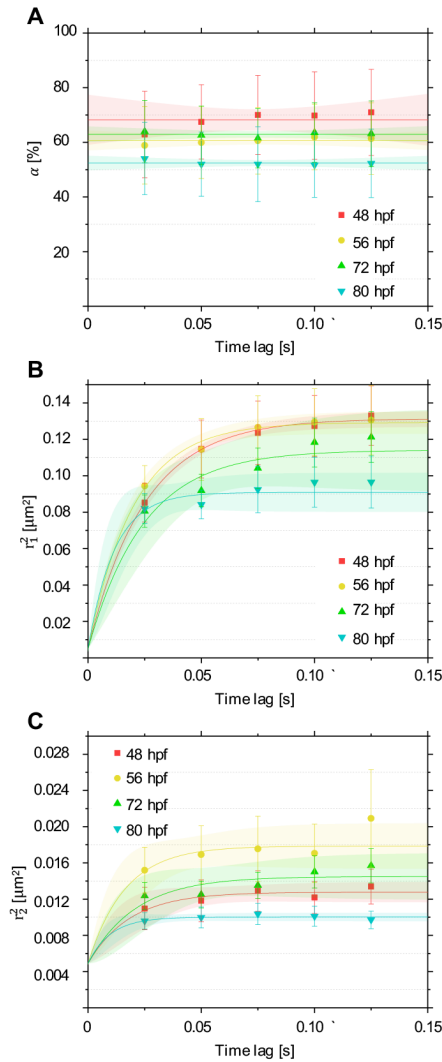 A
100
80
60
40
20
α [%]
48 hpf
56 hpf
72 hpf
80 hpf
0 0.05 0.10 ` 0.15
Time lag [s]
B
0.14
0.12
0.10
0.08
0.06
0.04
0.02
r₁² [µm²]
48 hpf
56 hpf
72 hpf
80 hpf
0 0.05 0.10 ` 0.15
Time lag [s]
C
0.028
0.024
0.020
0.016
0.012
0.008
0.004
r₂² [µm²]
48 hpf
56 hpf
72 hpf
80 hpf
0 0.05 0.10 ` 0.15
Time lag [s]